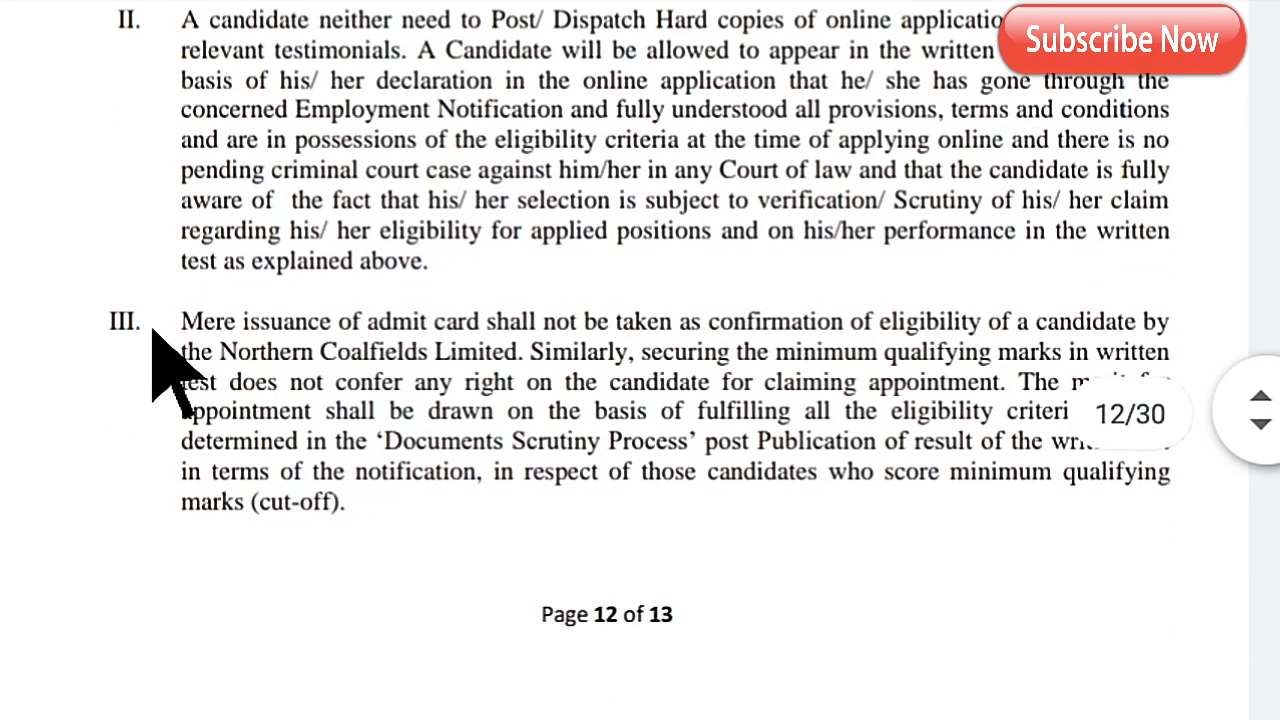 II. A candidate neither need to Post/ Dispatch Hard copies of online
Subscribe Now
relevant testimonials. A Candidate will be allowed to appear in the written
basis of his/ her declaration in the online application that he/ she has gone through the
concerned Employment Notification and fully understood all provisions, terms and conditions
and are in possessions of the eligibility criteria at the time of applying online and there is no
pending criminal court case against him/her in any Court of law and that the candidate is fully
aware of the fact that his/ her selection is subject to verification/ Scrutiny of his/ her claim
regarding his/ her eligibility for applied positions and on his/her performance in the written
test as explained above.
III. Mere issuance of admit card shall not be taken as confirmation of eligibility of a candidate by
the Northern Coalfields Limited. Similarly, securing the minimum qualifying marks in written
test does not confer any right on the candidate for claiming appointment. The
appointment shall be drawn on the basis of fulfilling all the eligibility
12/30
determined in the ‘Documents Scrutiny Process’ post Publication of result of the
in terms of the notification, in respect of those candidates who score minimum qualifying
marks (cut-off).
Page 12 of 13